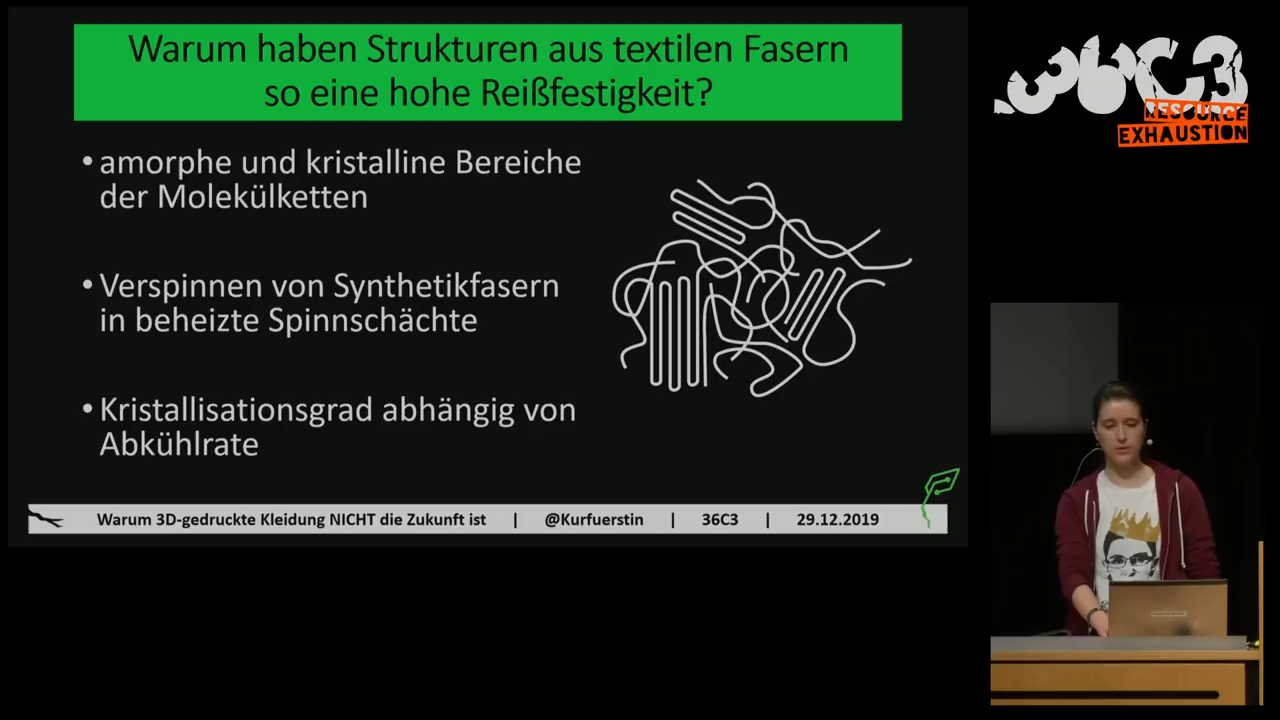 Warum haben Strukturen aus textilen Fasern
so eine hohe Reißfestigkeit?
• amorphe und kristalline Bereiche
der Molekülketten
• Verspinnen von Synthetikfasern
in beheizte Spinnschächte
• Kristallisationsgrad abhängig von
Abkühlrate
Warum 3D-gedruckte Kleidung NICHT die Zukunft ist | @Kurfuerstin | 36C3 | 29.12.2019
36C3
RESOURCE
EXHAUSTION